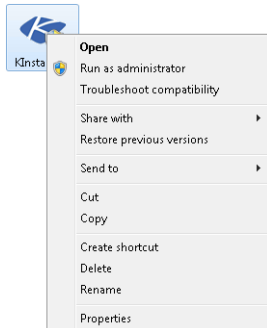 KInsta
Open
Run as administrator
Troubleshoot compatibility
Share with
Restore previous versions
Send to
Cut
Copy
Create shortcut
Delete
Rename
Properties